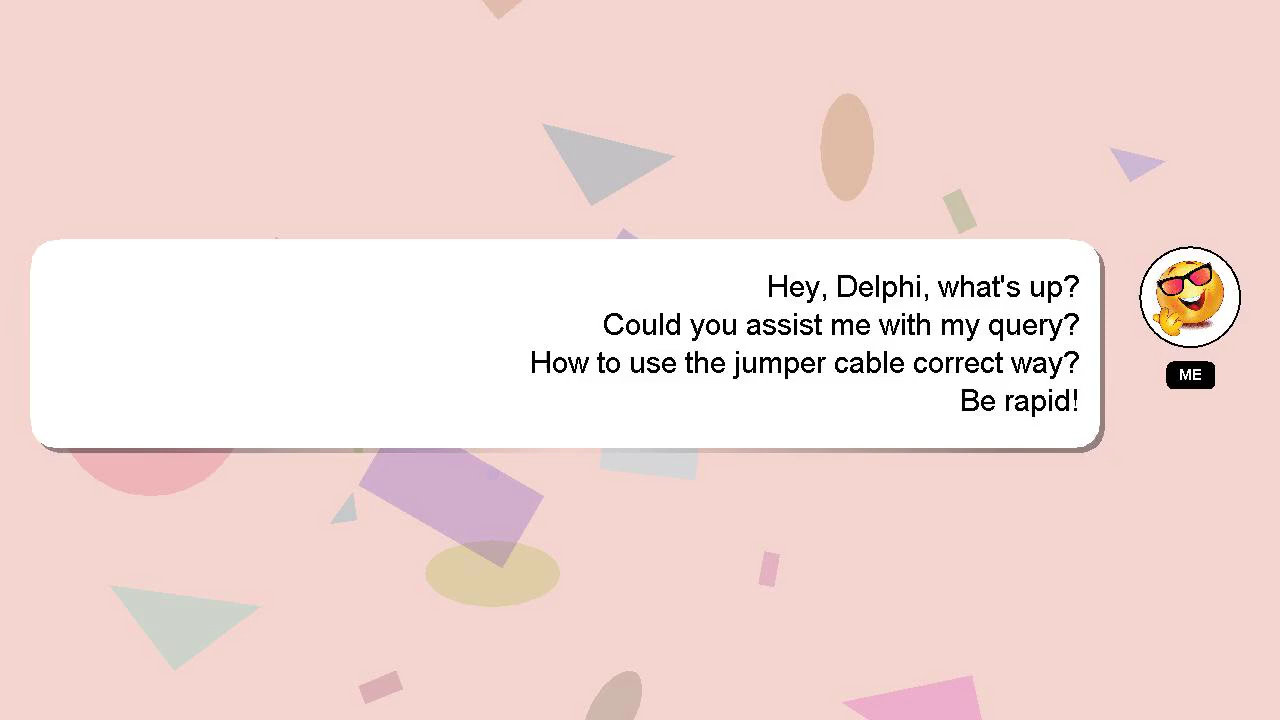 Hey, Delphi, what's up?
Could you assist me with my query?
How to use the jumper cable correct way?
Be rapid!
ME